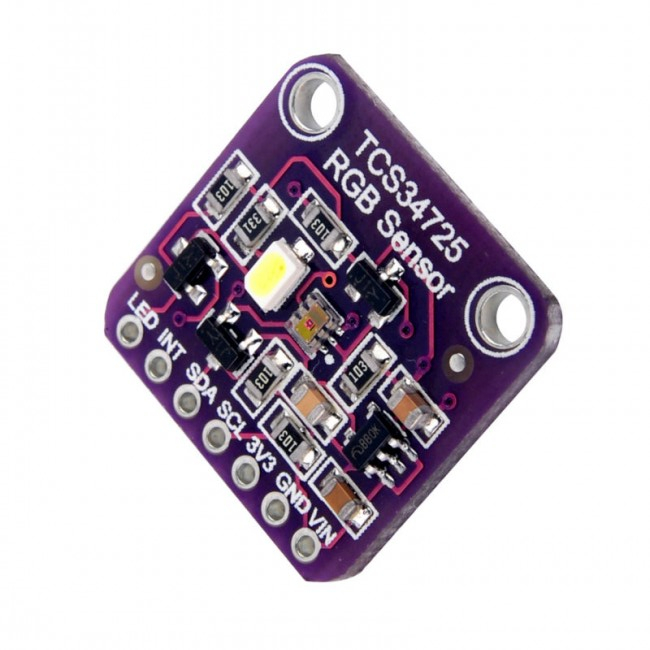 TCS34725
RGB Sensor
103
331
103
103
103
103
LED
INT
SDA
SCL
3V3
GND
VIN